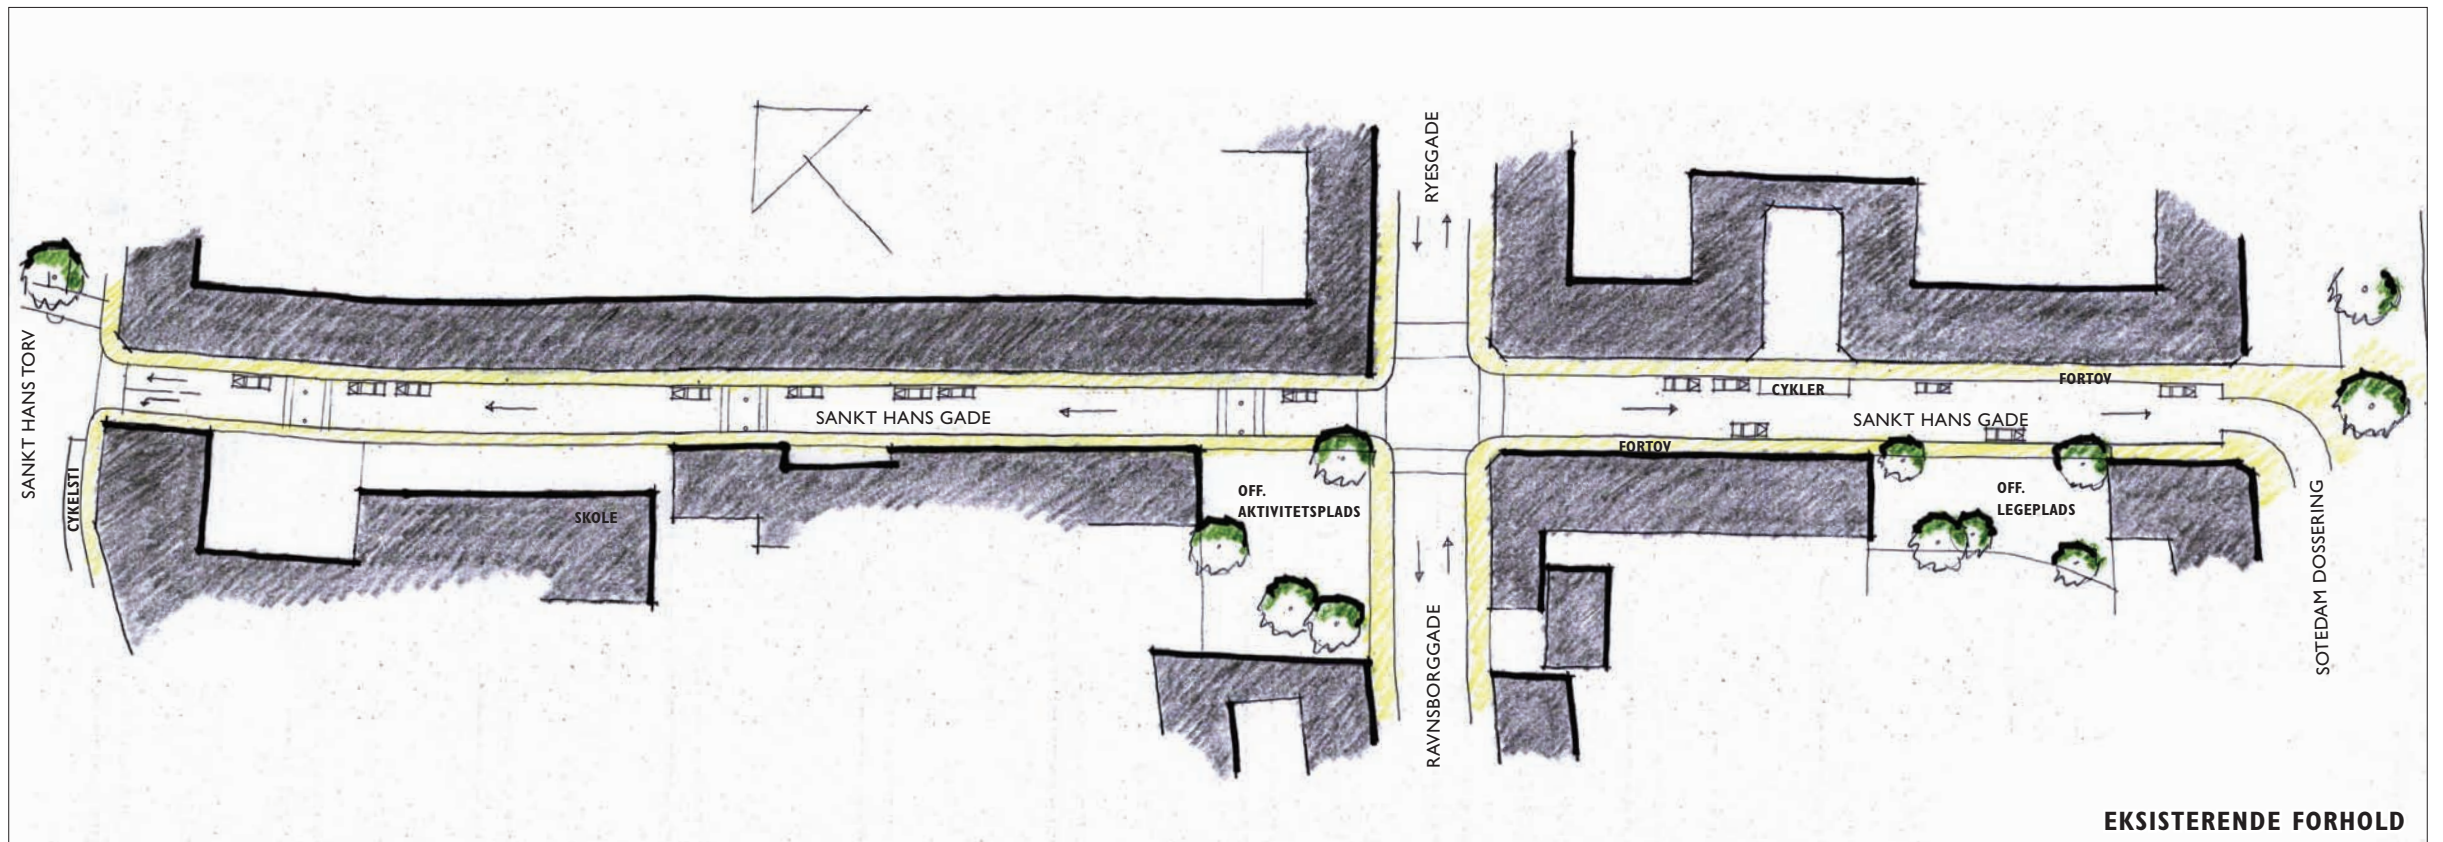 RYESGADE
SANKT HANS TORV
CYKELSTI
SANKT HANS GADE
SKOLE
OFF.
AKTIVITETSPLADS
CYKLER
FORTOV
SANKT HANS GADE
FORTOV
OFF.
LEGEPLADS
RAVNSBORGGADE
SOTEDAM DOSSERING
EKSISTERENDE FORHOLD